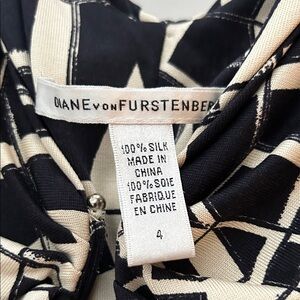 DIANE VON FURSTENBERG
100% SILK
MADE IN
CHINA
100% SOIE
FABRIQUE
EN CHINE
4